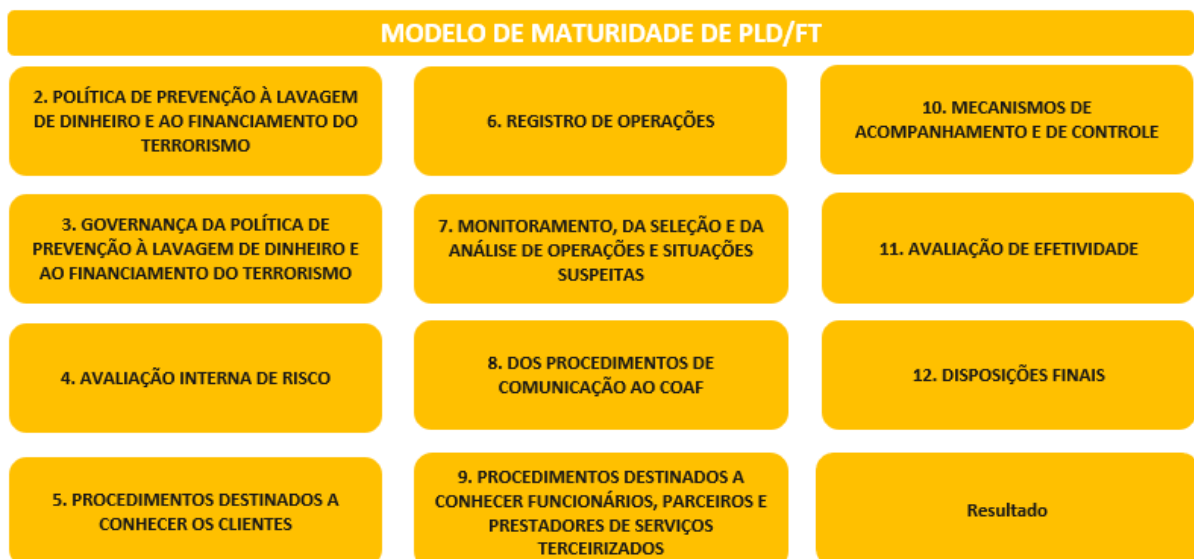 MODELO DE MATURIDADE DE PLD/FT
2. POLÍTICA DE PREVENÇÃO À LAVAGEM
DE DINHEIRO E AO FINANCIAMENTO DO
TERRORISMO
3. GOVERNANÇA DA POLÍTICA DE
PREVENÇÃO À LAVAGEM DE DINHEIRO E
AO FINANCIAMENTO DO TERRORISMO
4. AVALIAÇÃO INTERNA DE RISCO
5. PROCEDIMENTOS DESTINADOS A
CONHECER OS CLIENTES
6. REGISTRO DE OPERAÇÕES
7. MONITORAMENTO, DA SELEÇÃO E DA
ANÁLISE DE OPERAÇÕES E SITUAÇÕES
SUSPEITAS
8. DOS PROCEDIMENTOS DE
COMUNICAÇÃO AO COAF
9. PROCEDIMENTOS DESTINADOS A
CONHECER FUNCIONÁRIOS, PARCEIROS E
PRESTADORES DE SERVIÇOS
TERCEIRIZADOS
10. MECANISMOS DE
ACOMPANHAMENTO E DE CONTROLE
11. AVALIAÇÃO DE EFETIVIDADE
12. DISPOSIÇÕES FINAIS
Resultado